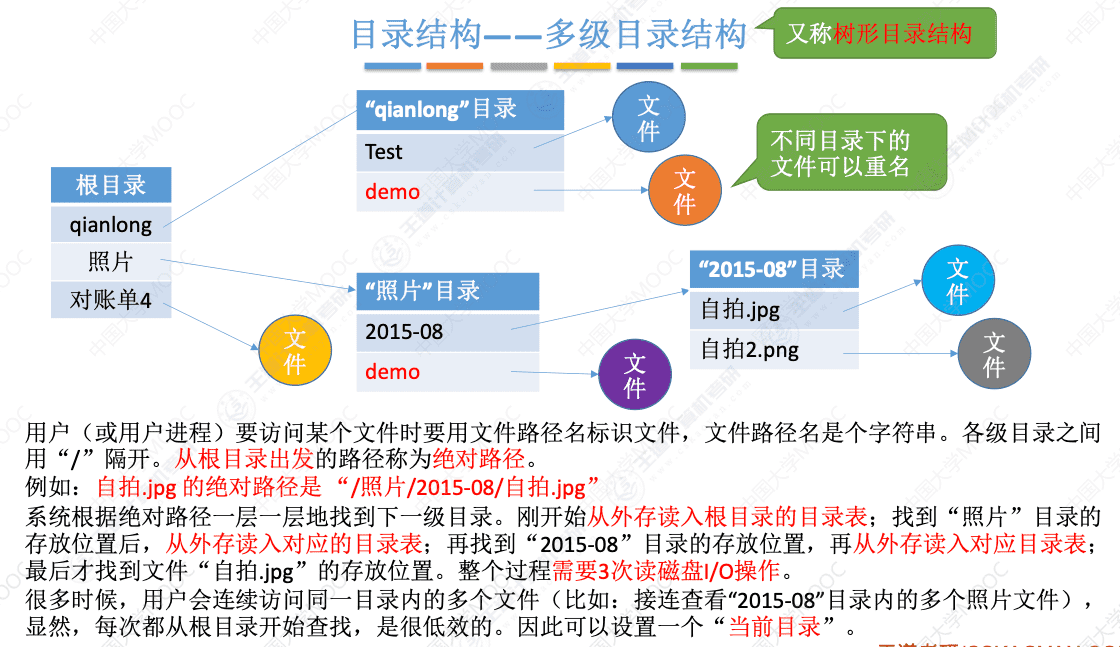 目录结构——多级目录结构
又称树形目录结构
“qianlong”目录
Test
demo
文件
文件
不同目录下的
文件可以重名
根目录
qianlong
照片
对账单4
文件
“照片”目录
2015-08
demo
文件
“2015-08”目录
自拍.jpg
自拍2.png
文件
文件
用户（或用户进程）要访问某个文件时要用文件路径名标识文件，文件路径名是个字符串。各级目录之间
用“/”隔开。从根目录出发的路径称为绝对路径。
例如：自拍.jpg 的绝对路径是 “/照片/2015-08/自拍.jpg”
系统根据绝对路径一层一层地找到下一级目录。刚开始从外存读入根目录的目录表；找到“照片”目录的
存放位置后，从外存读入对应的目录表；再找到“2015-08”目录的存放位置，再从外存读入对应目录表；
最后才找到文件“自拍.jpg”的存放位置。整个过程需要3次读磁盘I/O操作。
很多时候，用户会连续访问同一目录内的多个文件（比如：接连查看“2015-08”目录内的多个照片文件），
显然，每次都从根目录开始查找，是很低效的。因此可以设置一个“当前目录”。
中国大学MOOC
王道计算机考研